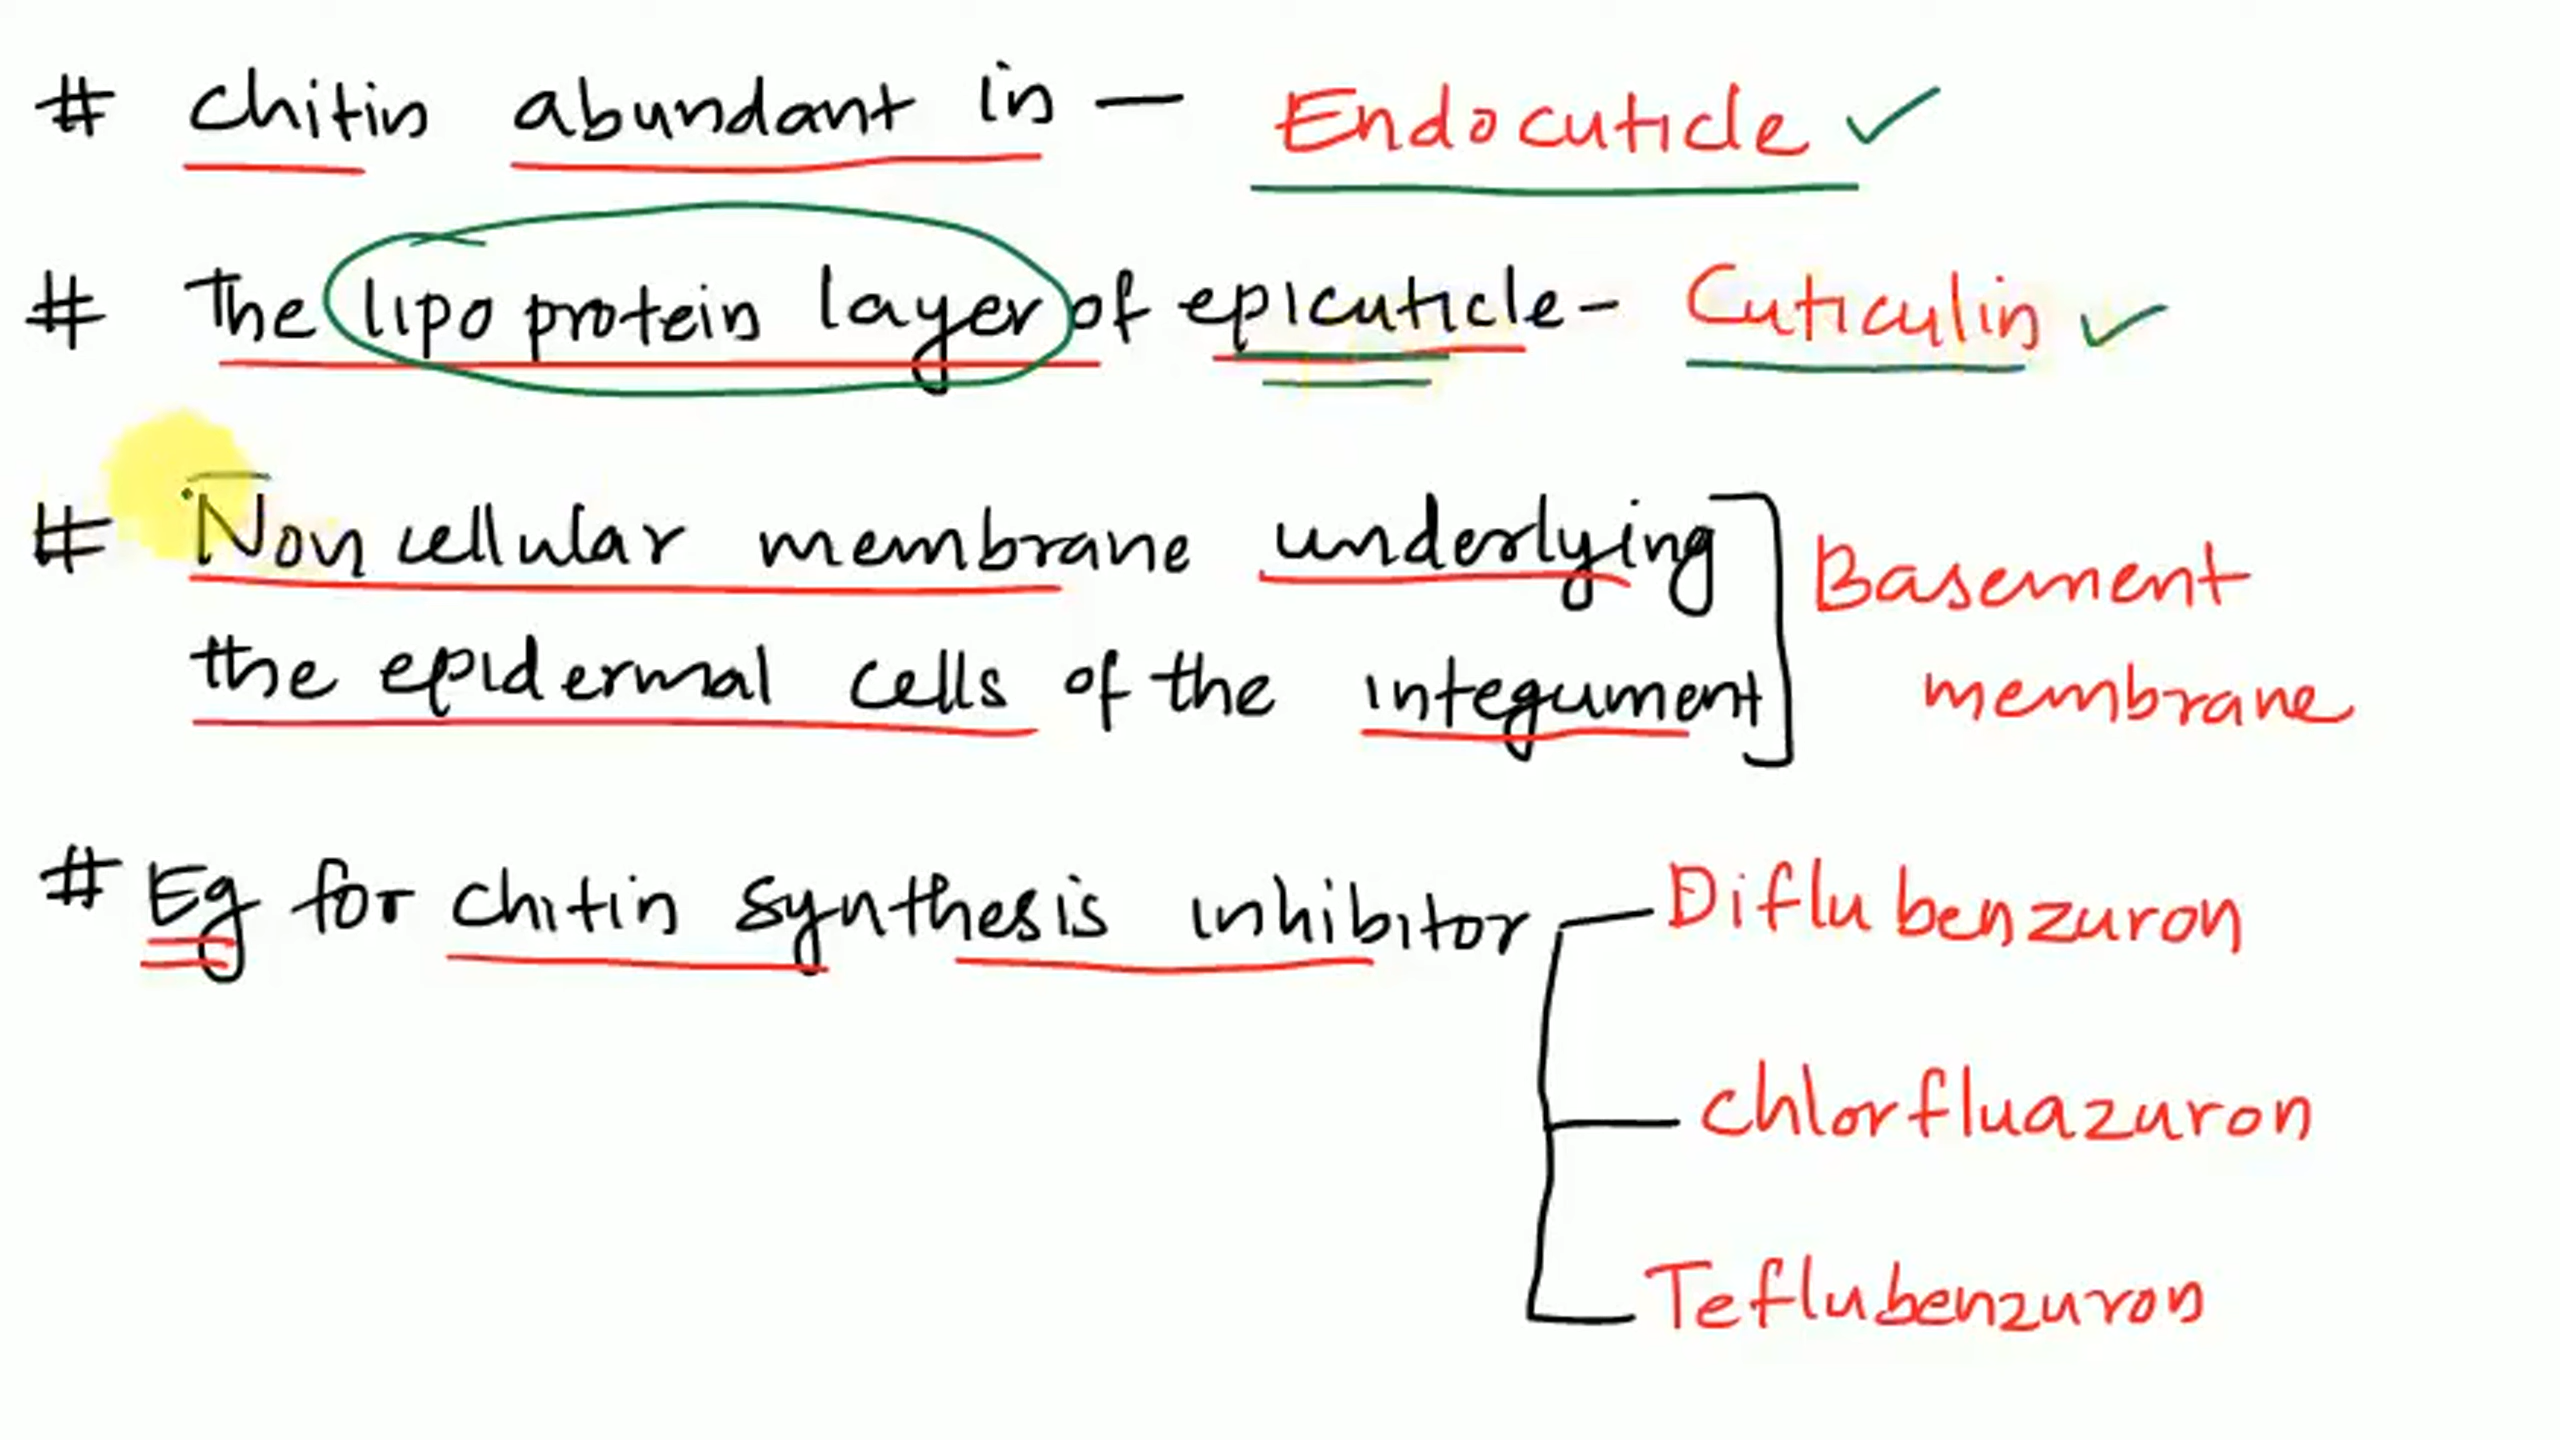 # chitin abundant in — Endocuticle ✓
# The lipo protein layer of epicuticle - Cuticulin ✓
# Non cellular membrane underlying
the epidermal cells of the integument
Basement
membrane
# Eg for chitin synthesis inhibitor
Diflubenzuron
chlorfluazuron
Teflubenzuron